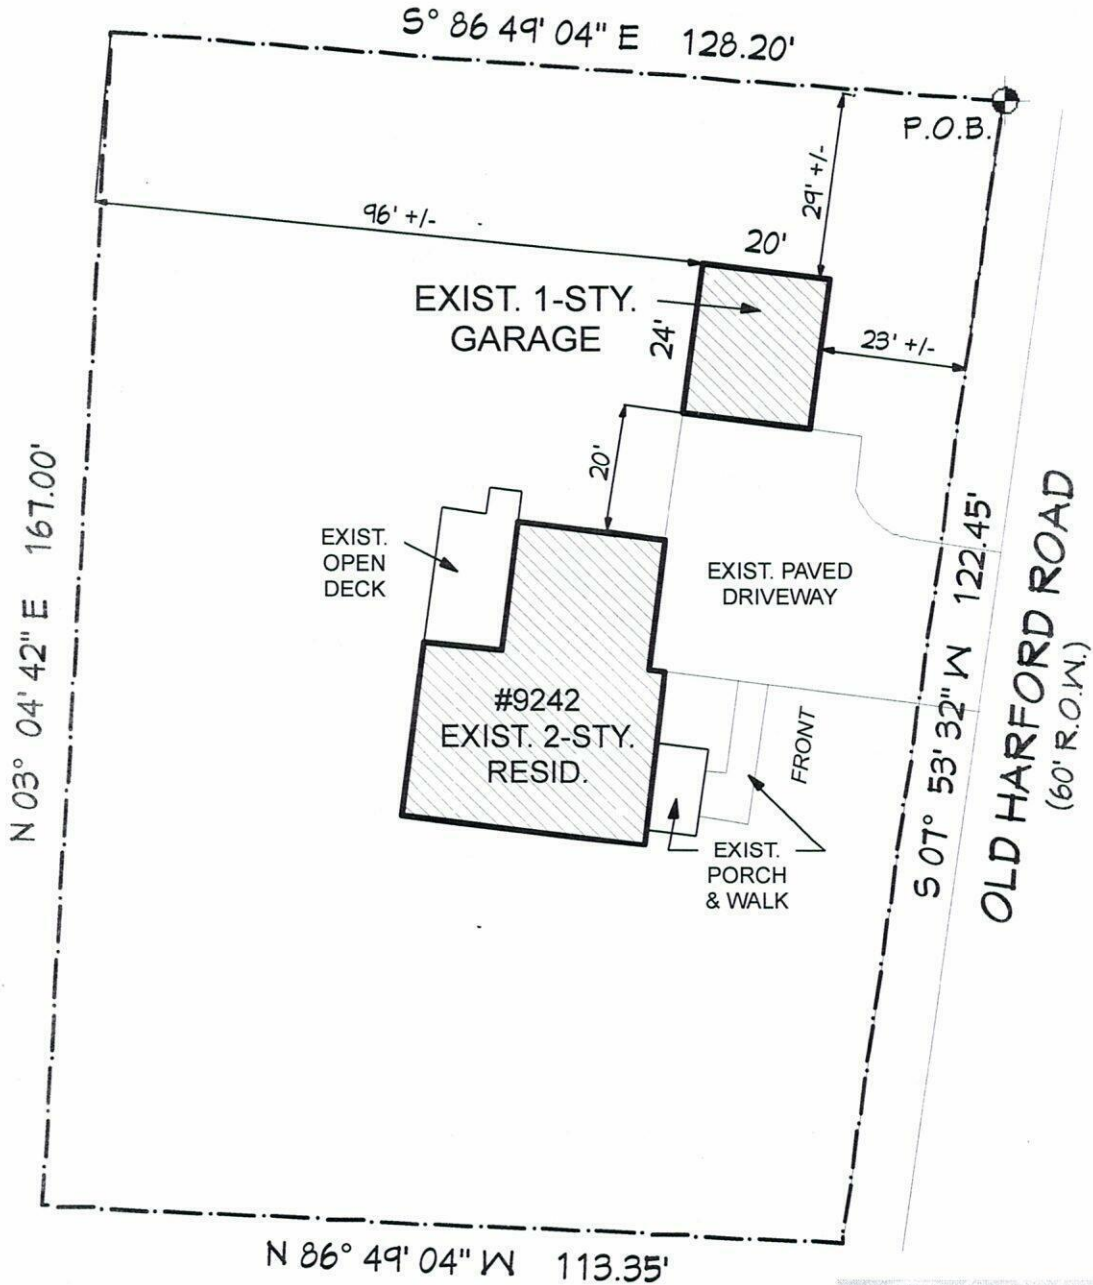 S° 86 49' 04" E 128.20'
P.O.B.
29' +/-
96' +/-
20'
EXIST. 1-STY.
GARAGE
24'
23' +/-
20'
N 03° 04' 42" E 167.00'
EXIST.
OPEN
DECK
EXIST. PAVED
DRIVEWAY
S 07° 53' 32" W 122.45'
OLD HARFORD ROAD
(60' R.O.W.)
#9242
EXIST. 2-STY.
RESID.
FRONT
EXIST.
PORCH
& WALK
N 86° 49' 04" W 113.35'